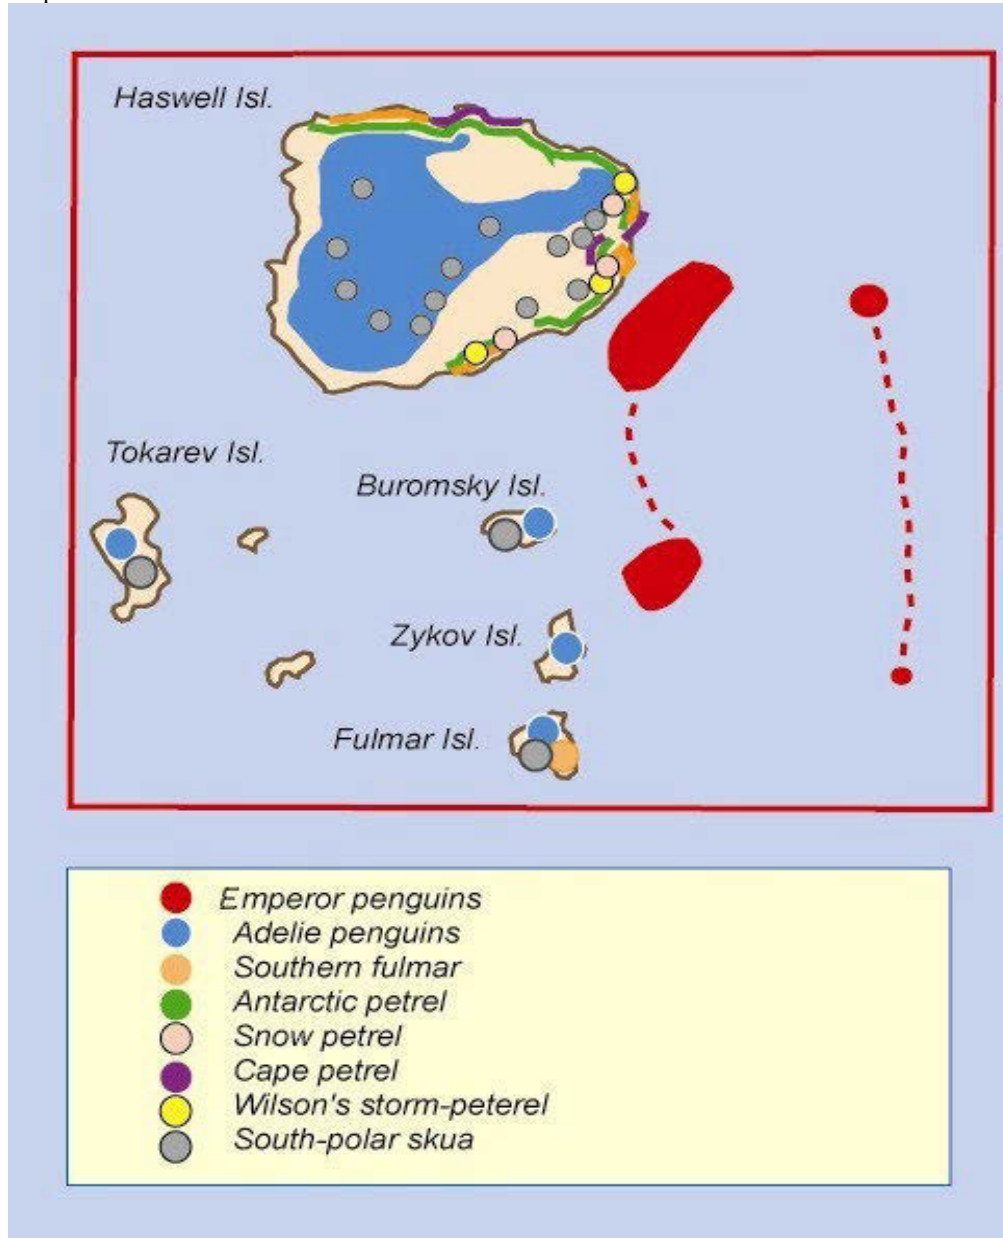 Haswell Isl.
Tokarev Isl.
Buromsky Isl.
Zykov Isl.
Fulmar Isl.
Emperor penguins
Adelie penguins
Southern fulmar
Antarctic petrel
Snow petrel
Cape petrel
Wilson's storm-peterel
South-polar skua